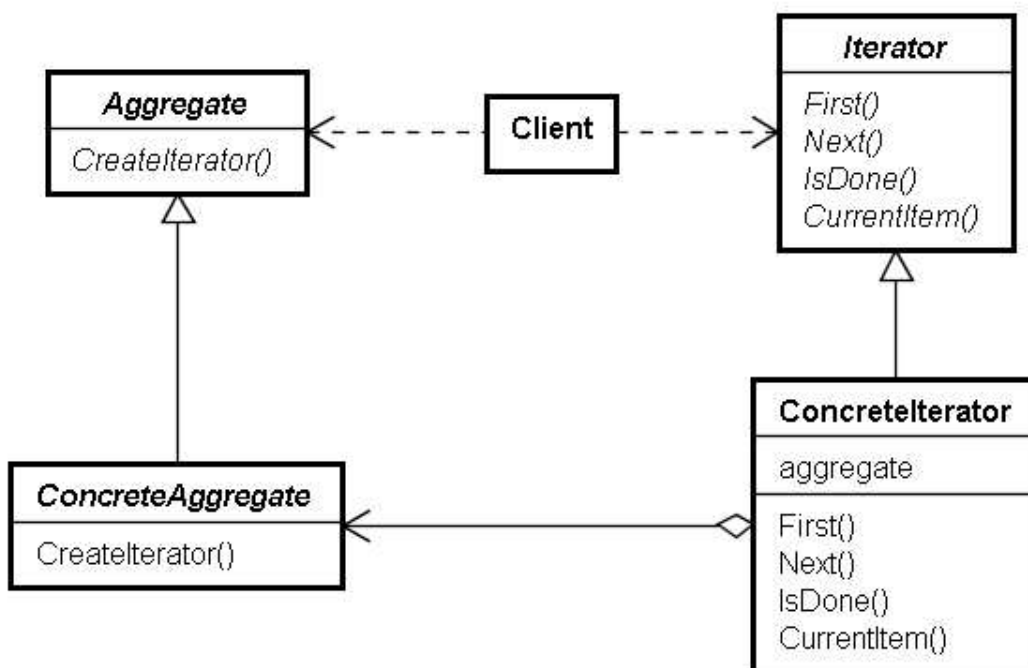 Aggregate
CreateIterator()
Client
Iterator
First()
Next()
IsDone()
CurrentItem()
ConcreteAggregate
CreateIterator()
ConcreteIterator
aggregate
First()
Next()
IsDone()
CurrentItem()